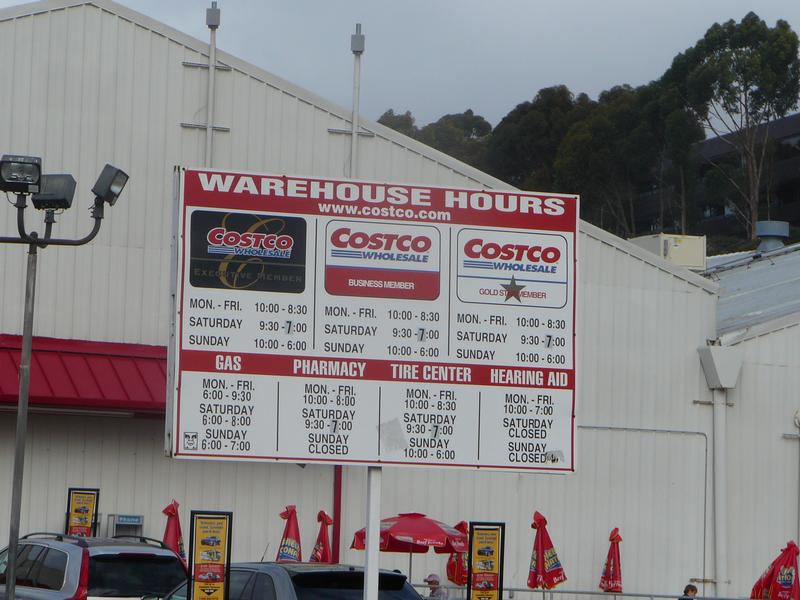 WAREHOUSE HOURS
www.costco.com
COSTCO
WHOLESALE
EXECUTIVE MEMBER
COSTCO
WHOLESALE
BUSINESS MEMBER
COSTCO
WHOLESALE
GOLD ST MEMBER
MON. - FRI. 10:00 - 8:30
SATURDAY 9:30 - 7:00
SUNDAY 10:00 - 6:00
MON. - FRI. 10:00 - 8:30
SATURDAY 9:30 - 7:00
SUNDAY 10:00 - 6:00
MON. - FRI. 10:00 - 8:30
SATURDAY 9:30 - 7:00
SUNDAY 10:00 - 6:00
GAS
MON. - FRI.
6:00 - 9:30
SATURDAY
6:00 - 8:00
SUNDAY
6:00 - 7:00
PHARMACY
MON. - FRI.
10:00 - 8:00
SATURDAY
9:30 - 7:00
SUNDAY
CLOSED
TIRE CENTER
MON. - FRI.
10:00 - 8:30
SATURDAY
9:30 - 7:00
SUNDAY
10:00 - 6:00
HEARING AID
MON. - FRI.
10:00 - 7:00
SATURDAY
CLOSED
SUNDAY
CLOSED
PHONE